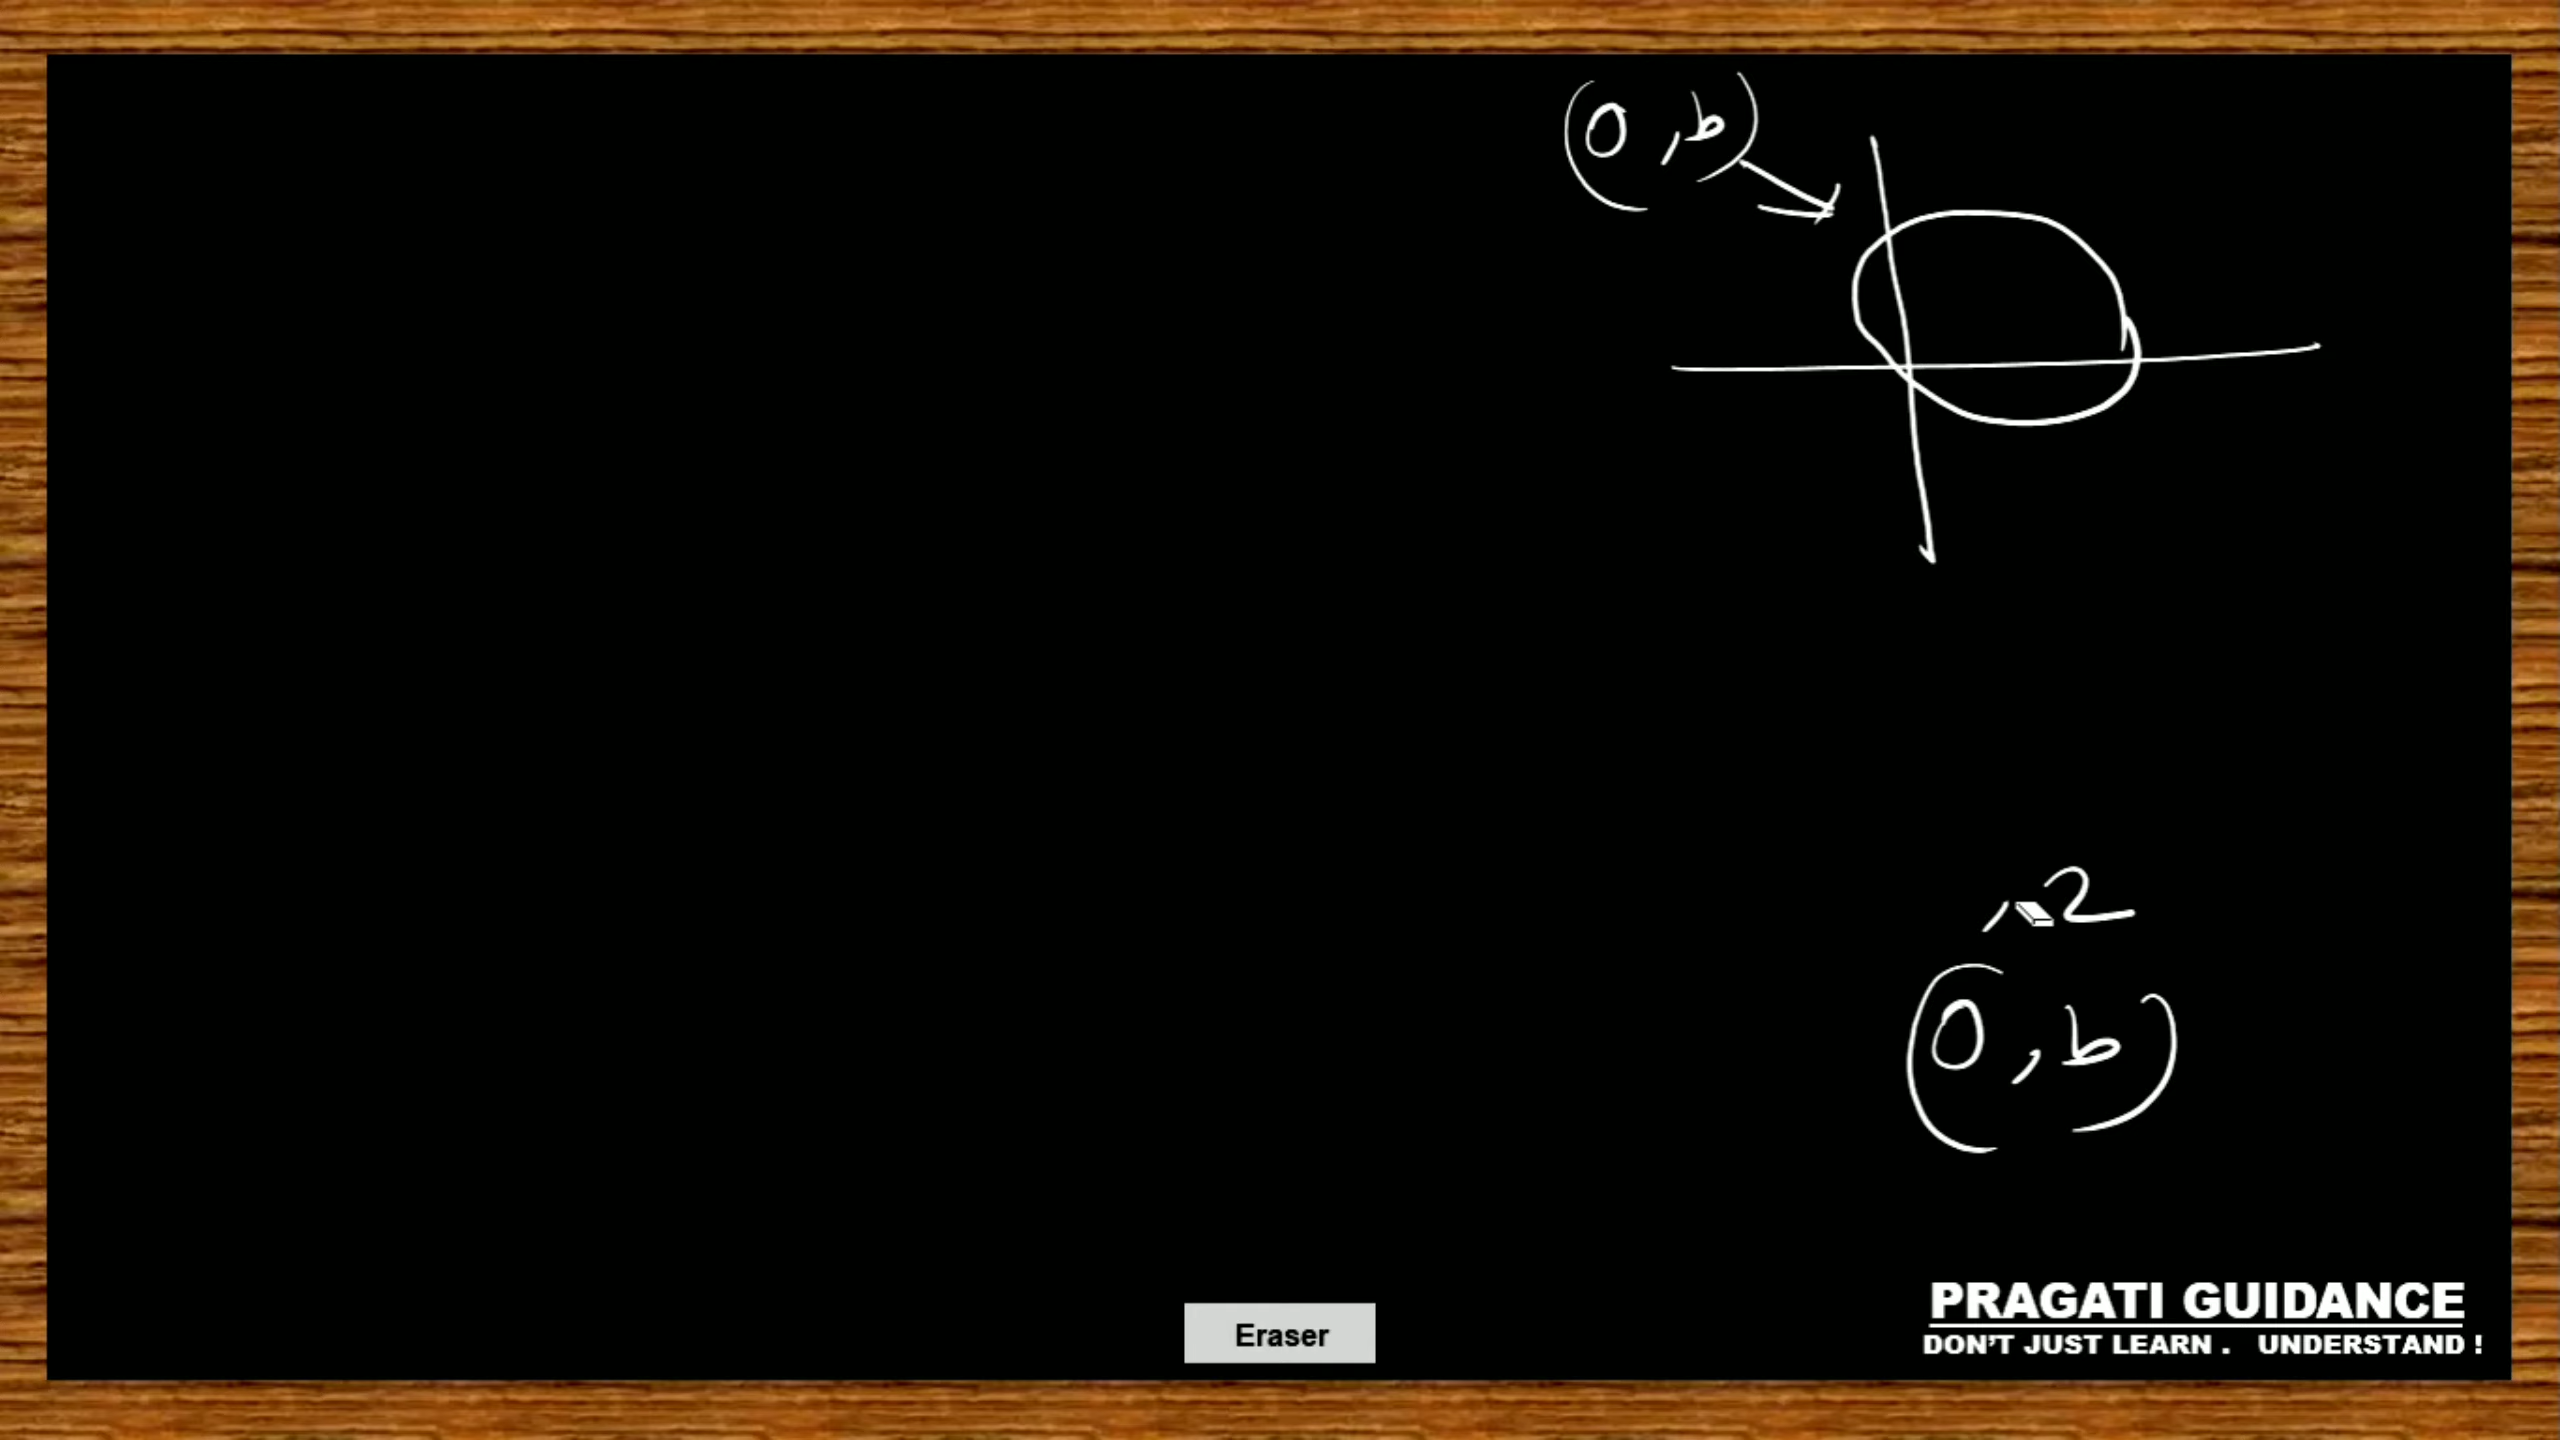 (0, b)
, 2
(0, b)
Eraser
PRAGATI GUIDANCE
DON'T JUST LEARN . UNDERSTAND !